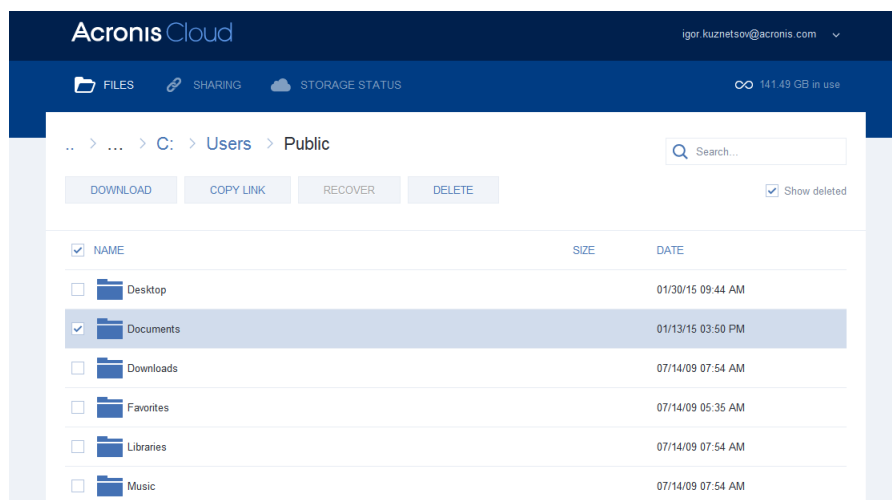 Acronis Cloud igor.kuznetsov@acronis.com
FILES SHARING STORAGE STATUS 141.49 GB in use
.. > ... > C: > Users > Public Search...
DOWNLOAD COPY LINK RECOVER DELETE Show deleted
NAME SIZE DATE
Desktop 01/30/15 09:44 AM
Documents 01/13/15 03:50 PM
Downloads 07/14/09 07:54 AM
Favorites 07/14/09 05:35 AM
Libraries 07/14/09 07:54 AM
Music 07/14/09 07:54 AM